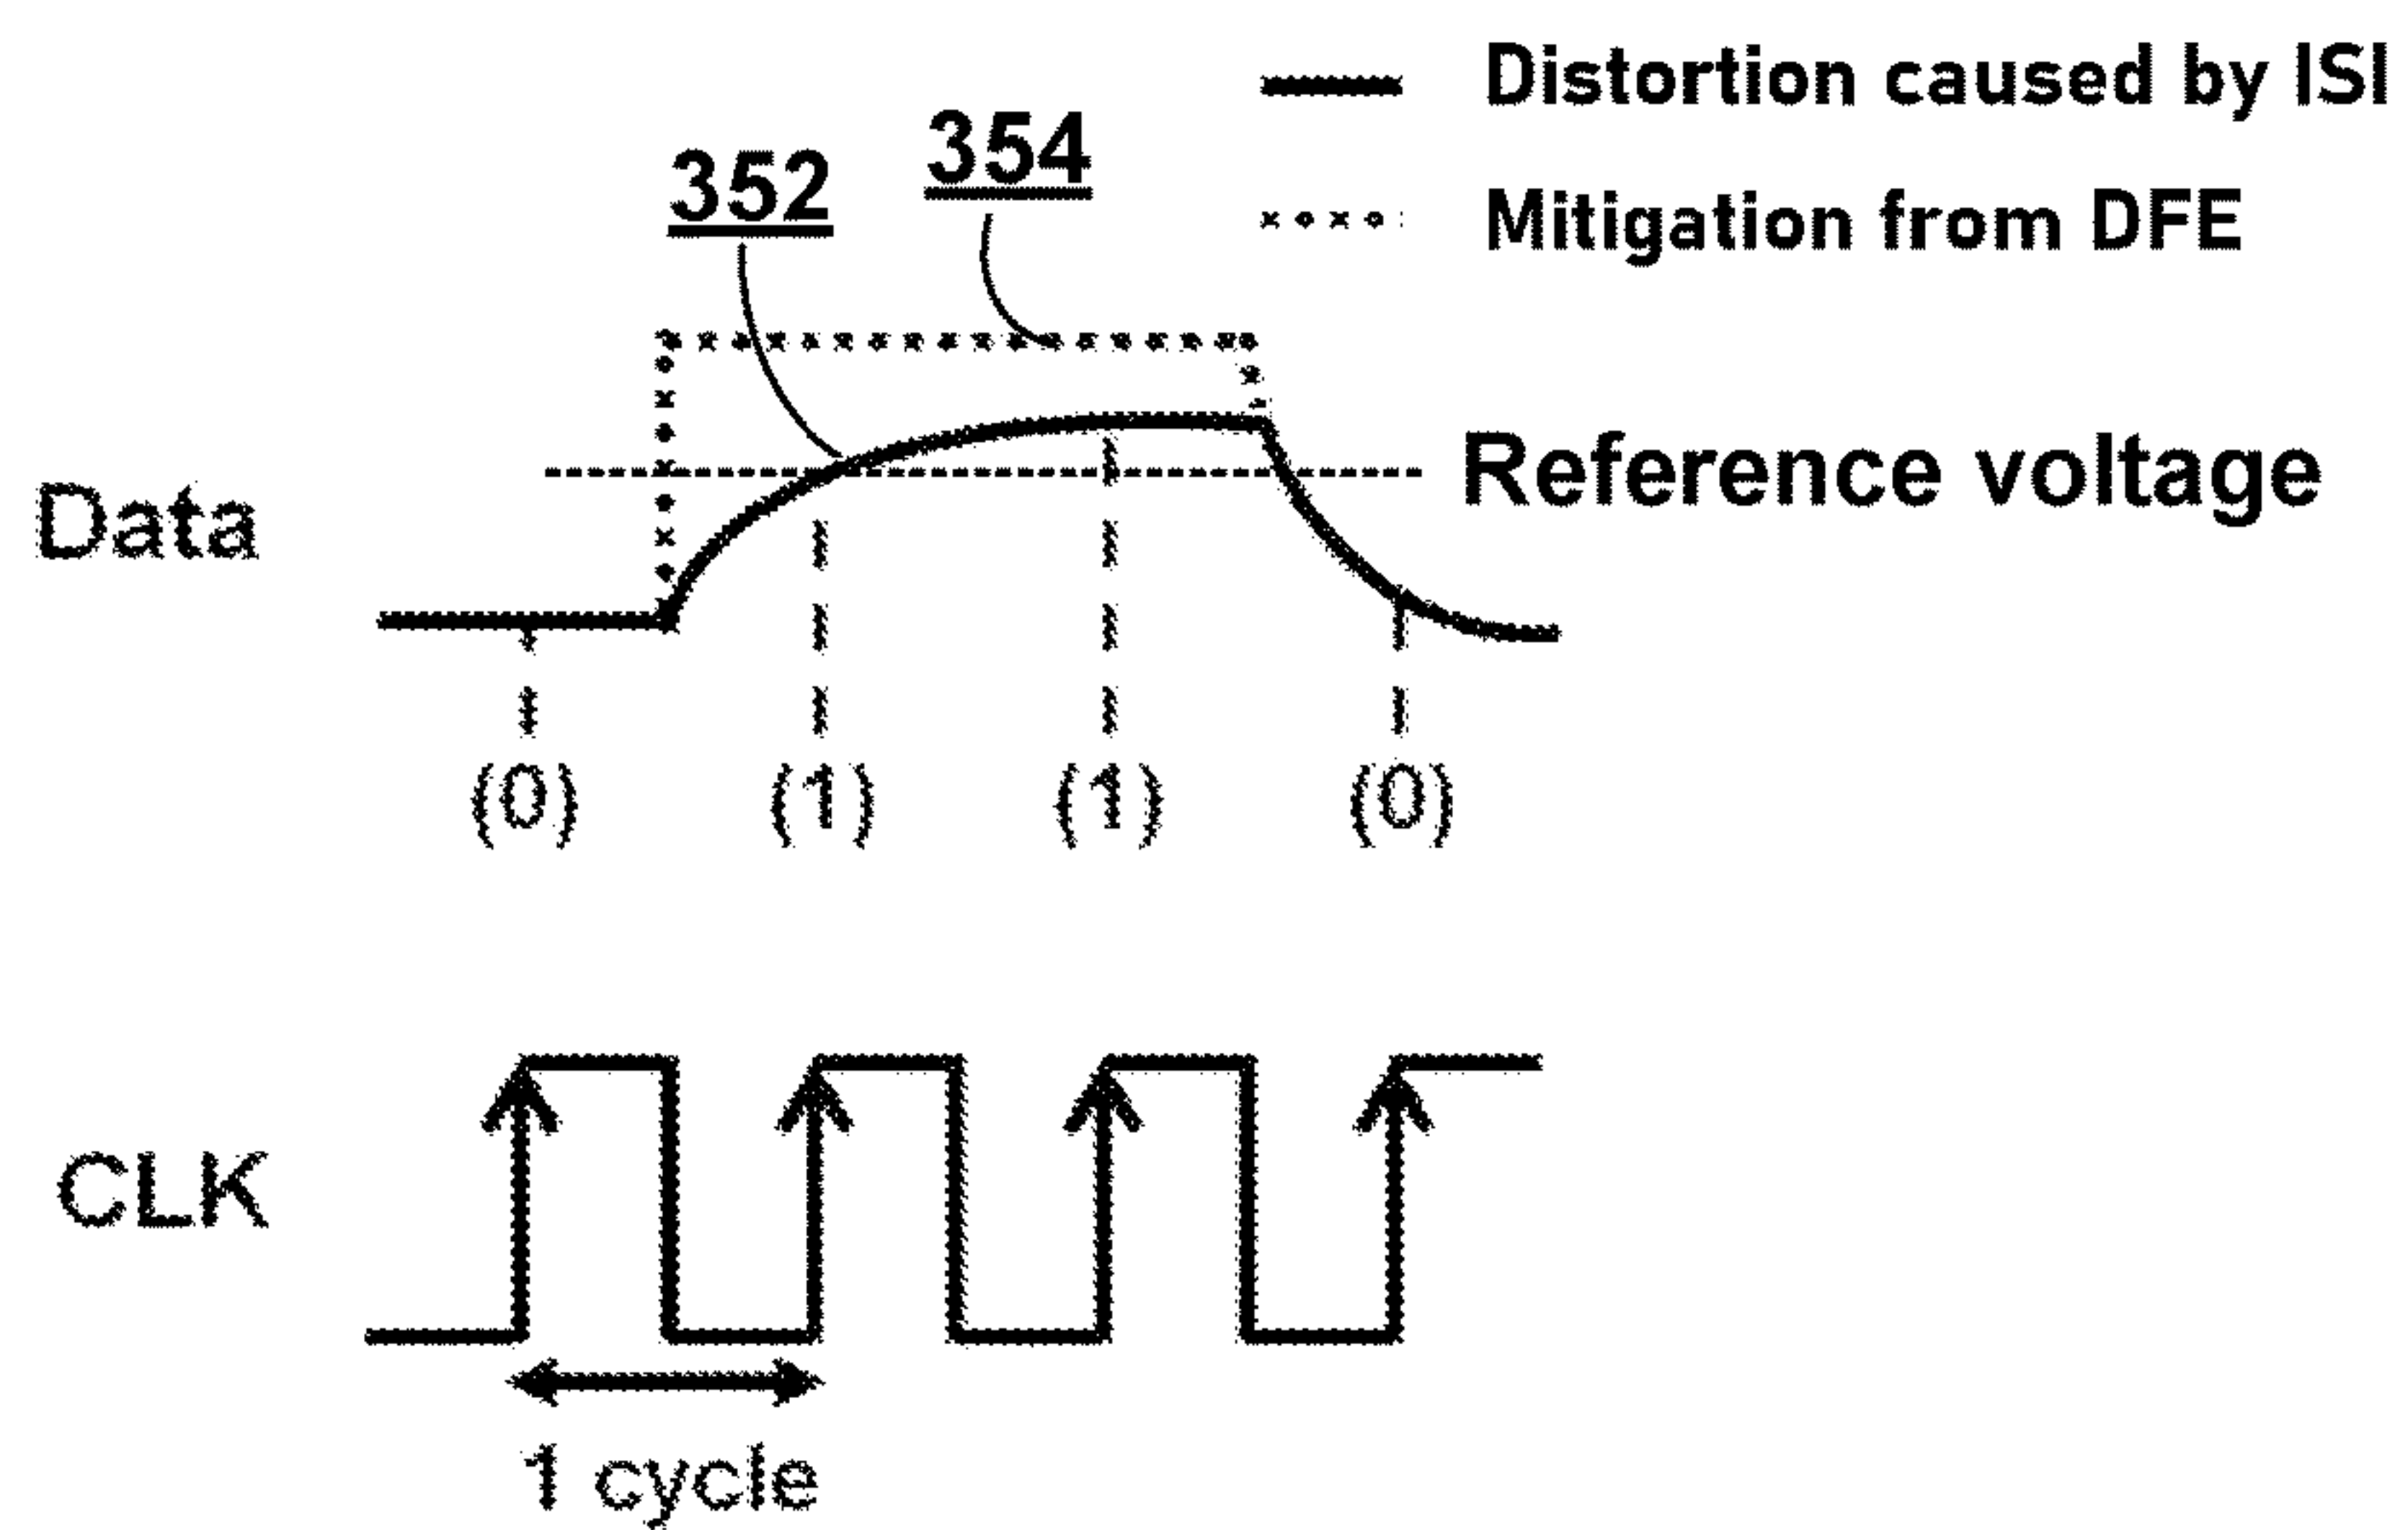 Distortion caused by ISI
354
352
Mitigation from DFE
Reference voltage
Data
(0) (1) (1) (0)
CLK
1 cycle